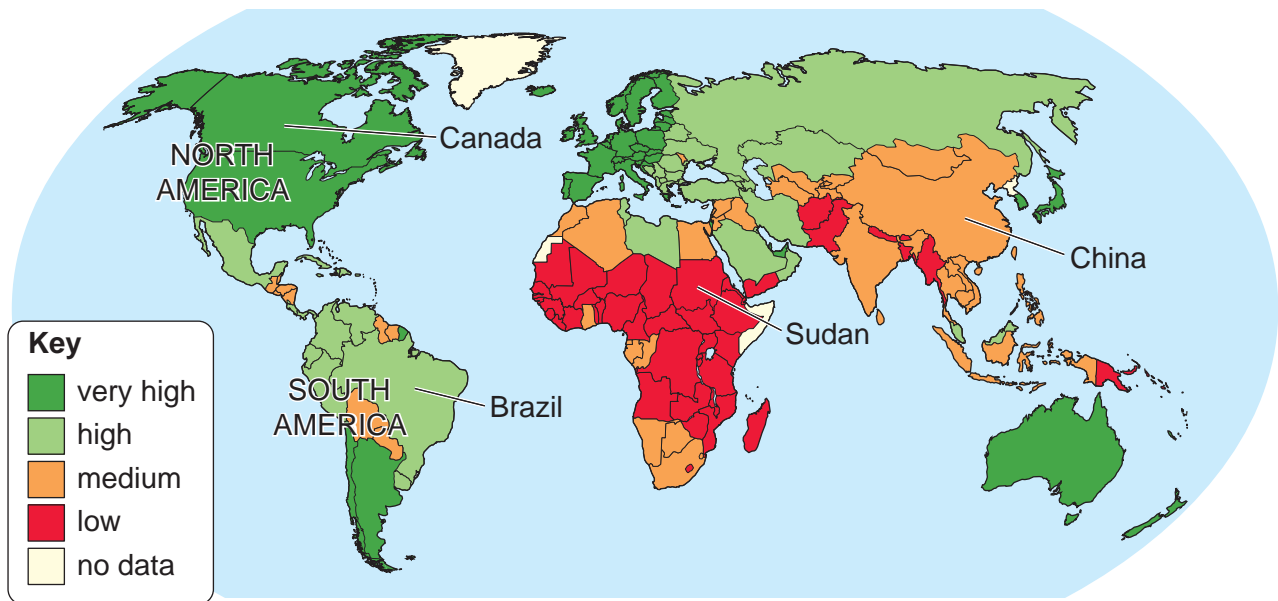 Canada
NORTH
AMERICA
China
Sudan
SOUTH
AMERICA
Brazil
Key
very high
high
medium
low
no data